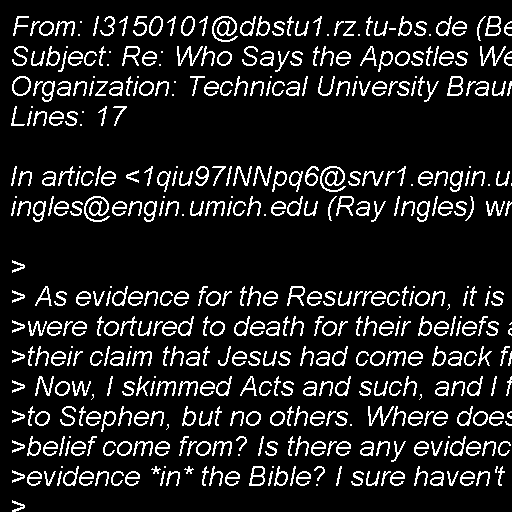 From: I3150101@dbstu1.rz.tu-bs.de (Be
Subject: Re: Who Says the Apostles We
Organization: Technical University Braun
Lines: 17

In article <1qiu97INNpq6@srvr1.engin.u
ingles@engin.umich.edu (Ray Ingles) wr

>
> As evidence for the Resurrection, it is
>were tortured to death for their beliefs a
>their claim that Jesus had come back fr
> Now, I skimmed Acts and such, and I f
>to Stephen, but no others. Where does
>belief come from? Is there any evidenc
>evidence *in* the Bible? I sure haven't
>